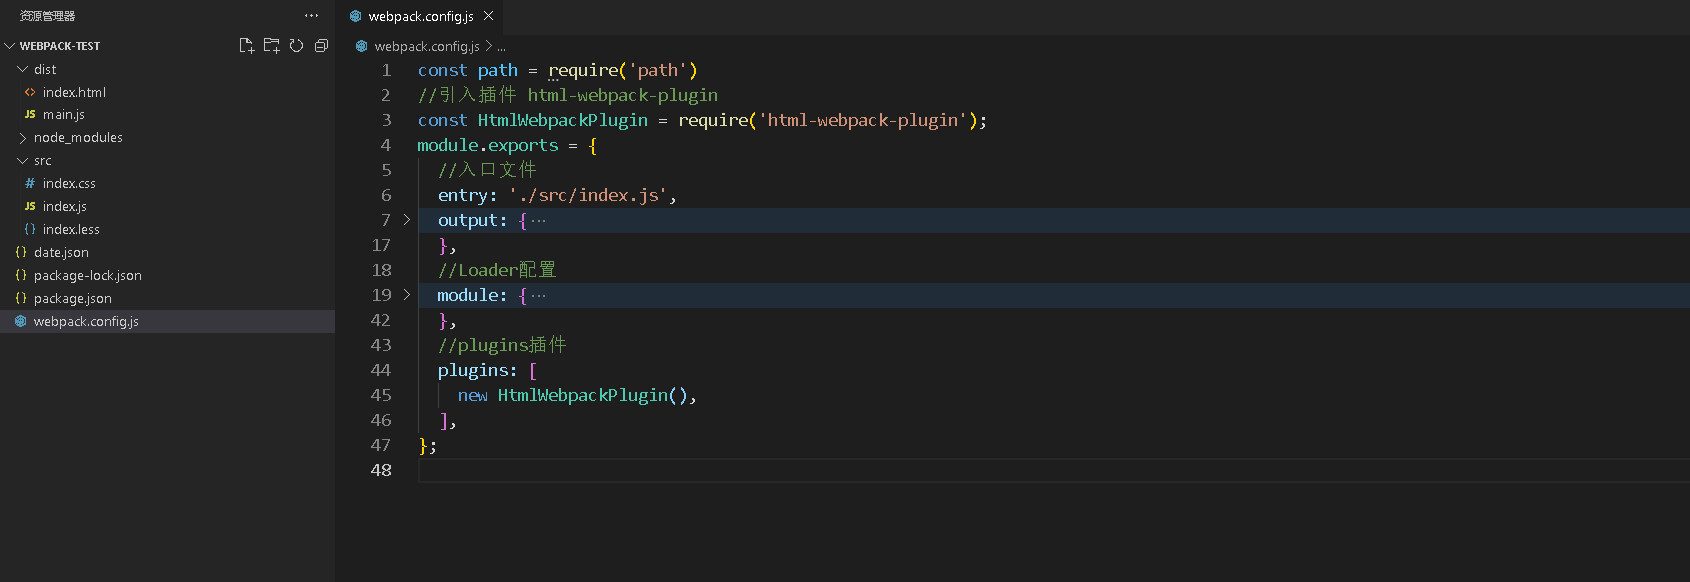 资源管理器
WEBPACK-TEST
dist
<> index.html
JS main.js
node_modules
src
# index.css
JS index.js
{} index.less
{} date.json
{} package-lock.json
{} package.json
webpack.config.js
webpack.config.js
webpack.config.js > ...
1 const path = require('path')
2 //引入插件 html-webpack-plugin
3 const HtmlWebpackPlugin = require('html-webpack-plugin');
4 module.exports = {
5 //入口文件
6 entry: './src/index.js',
7 output: {···
17 },
18 //Loader配置
19 module: {···
42 },
43 //plugins插件
44 plugins: [
45 new HtmlWebpackPlugin(),
46 ],
47 };
48